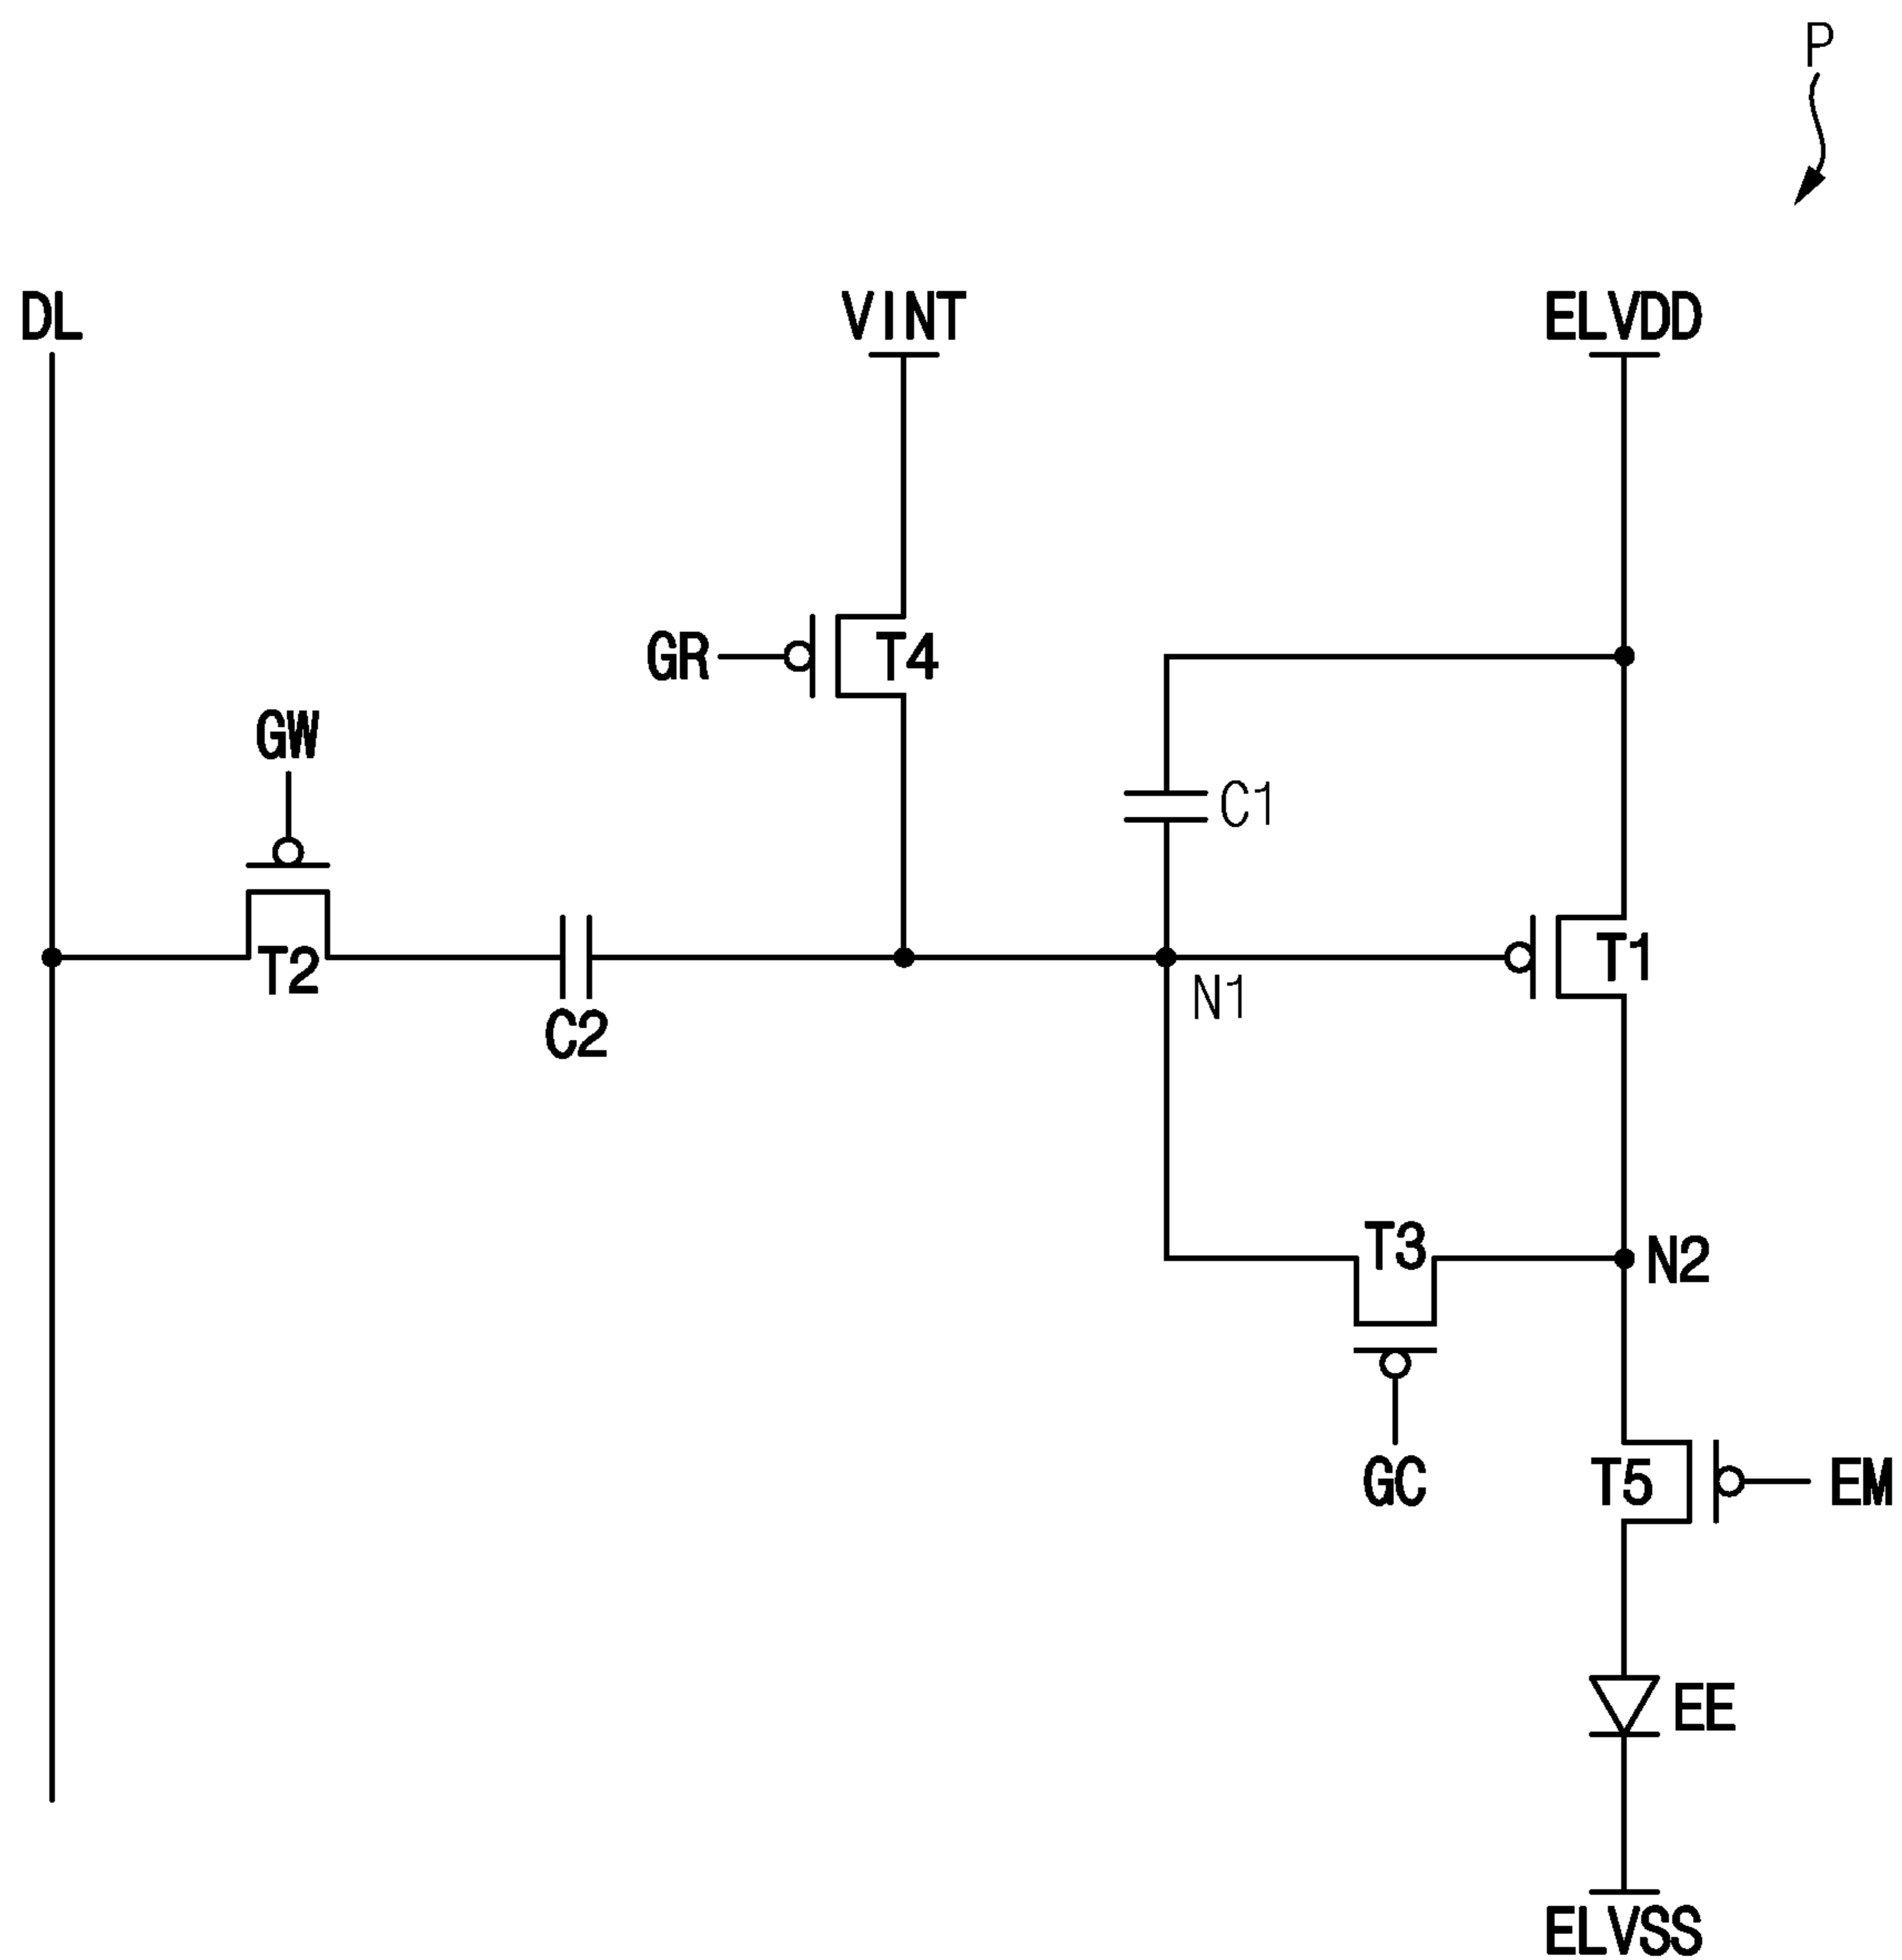 P
DL
VINT
ELVDD
GR
T4
GW
C1
T2
C2
N1
T1
T3
N2
GC
T5
EM
EE
ELVSS